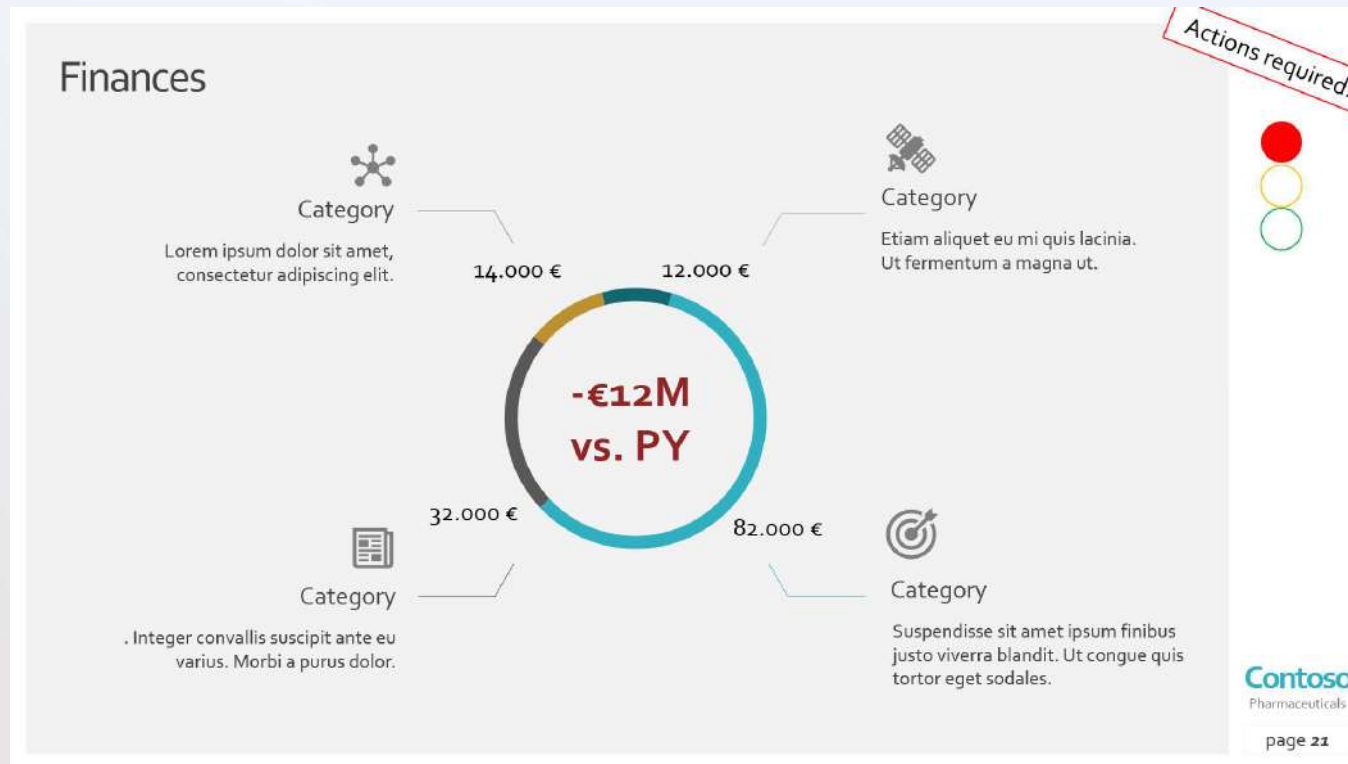 Actions required.
Finances
Category
Lorem ipsum dolor sit amet,
consectetur adipiscing elit.
14.000 €
12.000 €
Category
Etiam aliquet eu mi quis lacinia.
Ut fermentum a magna ut.
-€12M
vs. PY
32.000 €
82.000 €
Category
. Integer convallis suscipit ante eu
varius. Morbi a purus dolor.
Category
Suspendisse sit amet ipsum finibus
justo viverra blandit. Ut congue quis
tortor eget sodales.
Contoso
Pharmaceuticals
page 21